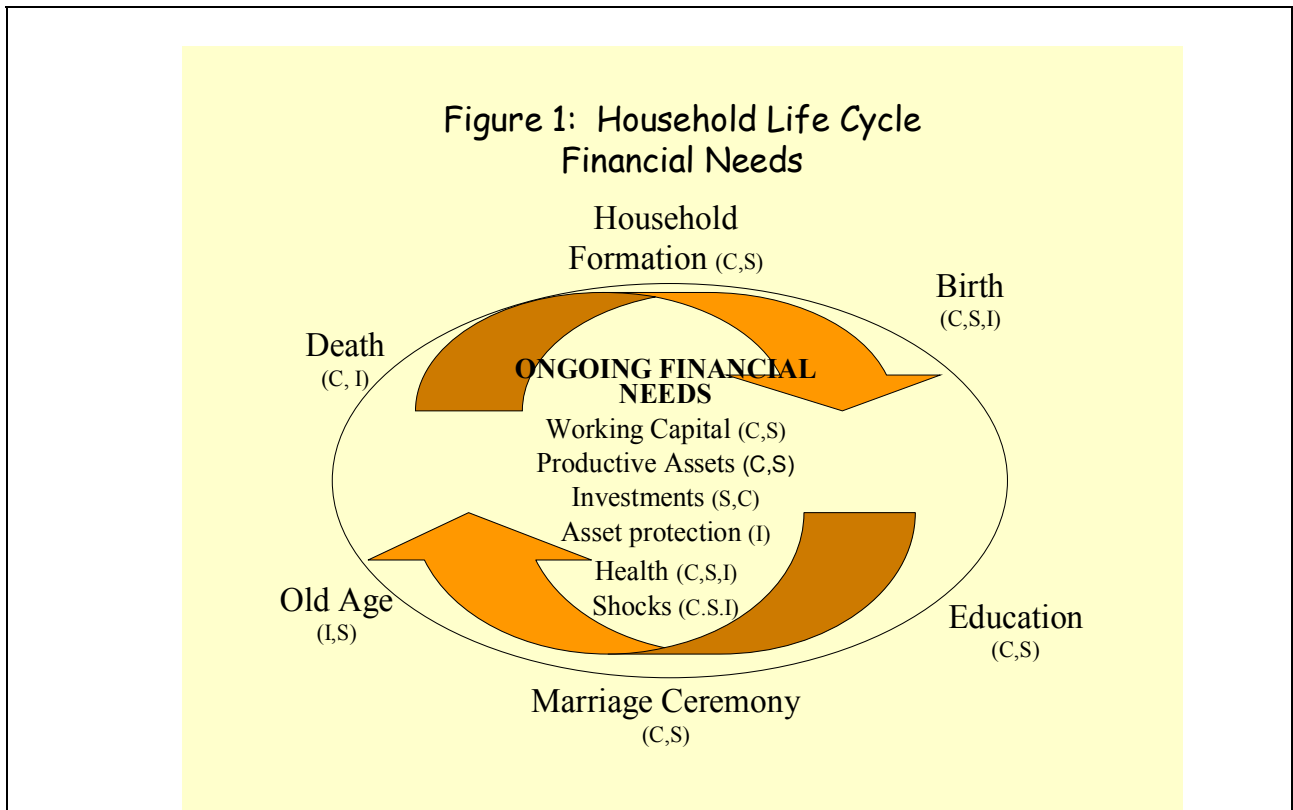 Figure 1: Household Life Cycle
Financial Needs
Household
Formation (C,S)
Birth
(C,S,I)
Death
(C, I)
ONGOING FINANCIAL
NEEDS
Working Capital (C,S)
Productive Assets (C,S)
Investments (S,C)
Asset protection (I)
Health (C,S,I)
Shocks (C.S.I)
Old Age
(I,S)
Education
(C,S)
Marriage Ceremony
(C,S)